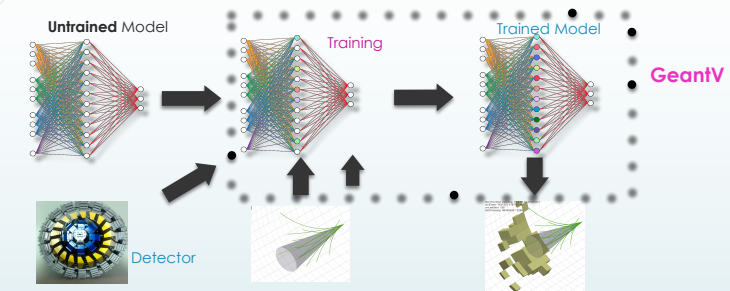 Untrained Model
Training
Trained Model
GeantV
Detector